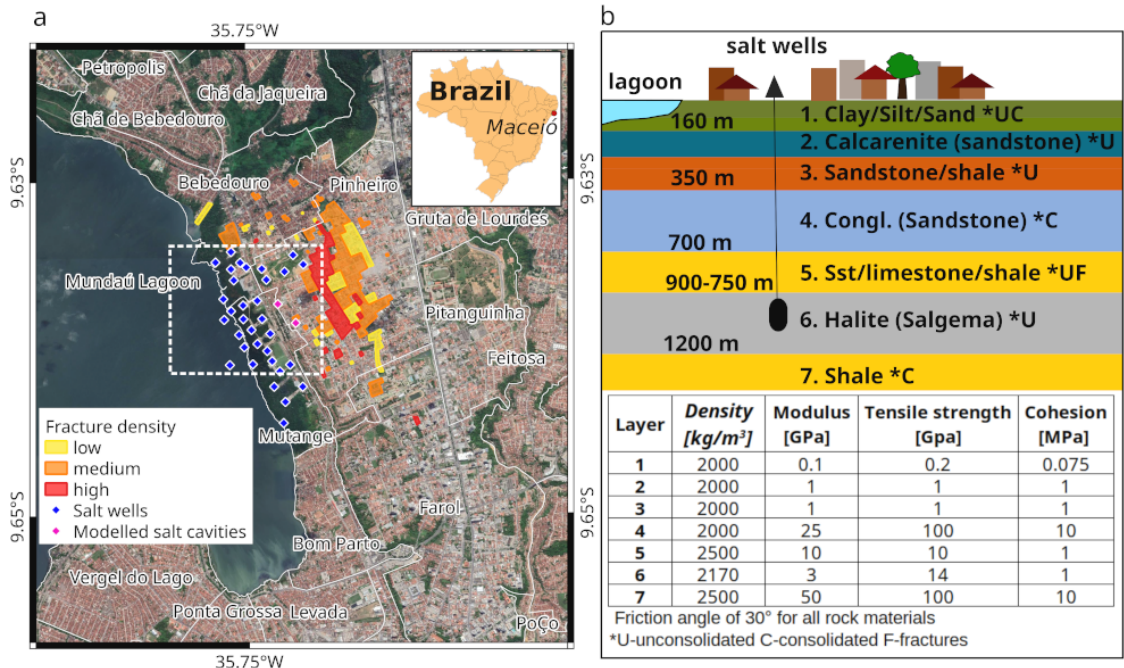 a
35.75°W
Petropolis
Chã da Jaqueira
Chã de Bebedouro
Brazil
Maceió
9.63°S
Bebedouro
Pinheiro
Gruta de Lourdes
Mundaú Lagoon
Pitanguinha
Feitosa
Fracture density
low
medium
high
Salt wells
Modelled salt cavities
Mutange
Farol
9.65°S
Bom Parto
Vergel do Lago
Ponta Grossa
Levada
Poço
35.75°W
b
9.63°S
9.65°S
salt wells
lagoon
160 m
1. Clay/Silt/Sand *UC
2. Calcarenite (sandstone) *U
350 m
3. Sandstone/shale *U
4. Congl. (Sandstone) *C
700 m
5. Sst/limestone/shale *UF
900-750 m
6. Halite (Salgema) *U
1200 m
7. Shale *C
Layer Density [kg/m³] Modulus [GPa] Tensile strength [Gpa] Cohesion [MPa]
1 2000 0.1 0.2 0.075
2 2000 1 1 1
3 2000 1 1 1
4 2000 25 100 10
5 2500 10 10 1
6 2170 3 14 1
7 2500 50 100 10
Friction angle of 30° for all rock materials
*U-unconsolidated C-consolidated F-fractures